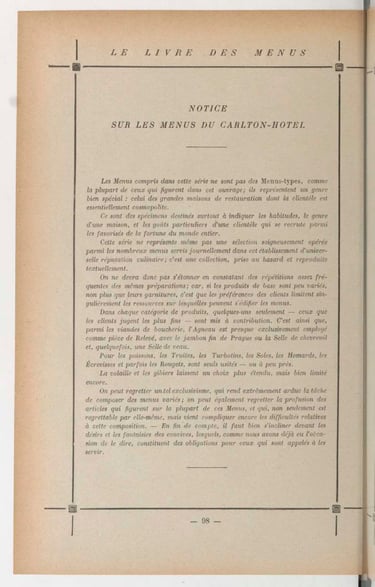 LE LIVRE DES MENUS
NOTICE
SUR LES MENUS DU CARLTON-HOTEL
Les Menus compris dans cette série ne sont pas des Menus-types, comme
la plupart de ceux qui figurent dans cet ouvrage; ils représentent un genre
bien spécial : celui des grandes maisons de restauration dont la clientèle est
essentiellement cosmopolite.
Ce sont des spécimens destinés surtout à indiquer les habitudes, le genre
d'une maison, et les goûts particuliers d'une clientèle qui se recrute parmi
les favorisés de la fortune du monde entier.
Cette série ne représente même pas une sélection soigneusement opérée
parmi les nombreux menus servis journellement dans cet établissement d'univer-
selle réputation culinaire; c'est une collection, prise au hasard et reproduite
textuellement.
On ne devra donc pas s'étonner en constatant des répétitions assez fré-
quentes des mêmes préparations; car, si les produits de base sont peu variés,
non plus que leurs garnitures, c'est que les préférences des clients limitent sin-
gulièrement les ressources sur lesquelles peuvent s'édifier les menus.
Dans chaque catégorie de produits, quelques-uns seulement — ceux que
les clients jugent les plus fins — sont mis à contribution. C'est ainsi que,
parmi les viandes de boucherie, l'Agneau est presque exclusivement employé
comme pièce de Relevé, avec le jambon fin de Prague ou la Selle de chevreuil
et, quelquefois, une Selle de veau.
Pour les poissons, les Truites, les Turbotins, les Soles, les Homards, les
Écrevisses et parfois les Rougets, sont seuls usités — ou à peu près.
La volaille et les gibiers laissent un choix plus étendu, mais bien limité
encore.
On peut regretter un tel exclusivisme, qui rend extrêmement ardue la tâche
de composer des menus variés; on peut également regretter la profusion des
articles qui figurent sur la plupart de ces Menus, et qui, non seulement est
regrettable par elle-même, mais vient compliquer encore les difficultés relatives
à cette composition. — En fin de compte, il faut bien s'incliner devant les
désirs et les fantaisies des convives, lesquels, comme nous avons déjà eu l'occa-
sion de le dire, constituent des obligations pour ceux qui sont appelés à les
servir.
— 98 —